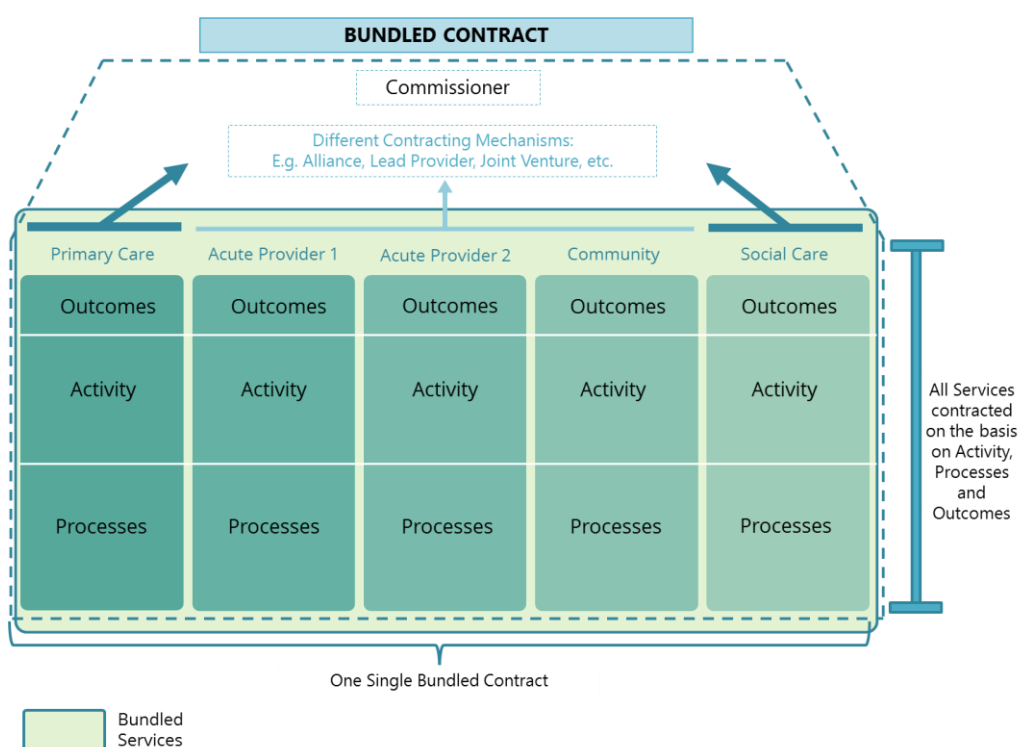 BUNDLED CONTRACT
Commissioner
Different Contracting Mechanisms:
E.g. Alliance, Lead Provider, Joint Venture, etc.
Primary Care
Acute Provider 1
Acute Provider 2
Community
Social Care
Outcomes
Outcomes
Outcomes
Outcomes
Outcomes
Activity
Activity
Activity
Activity
Activity
Processes
Processes
Processes
Processes
Processes
All Services
contracted
on the basis
on Activity,
Processes
and
Outcomes
One Single Bundled Contract
Bundled
Services